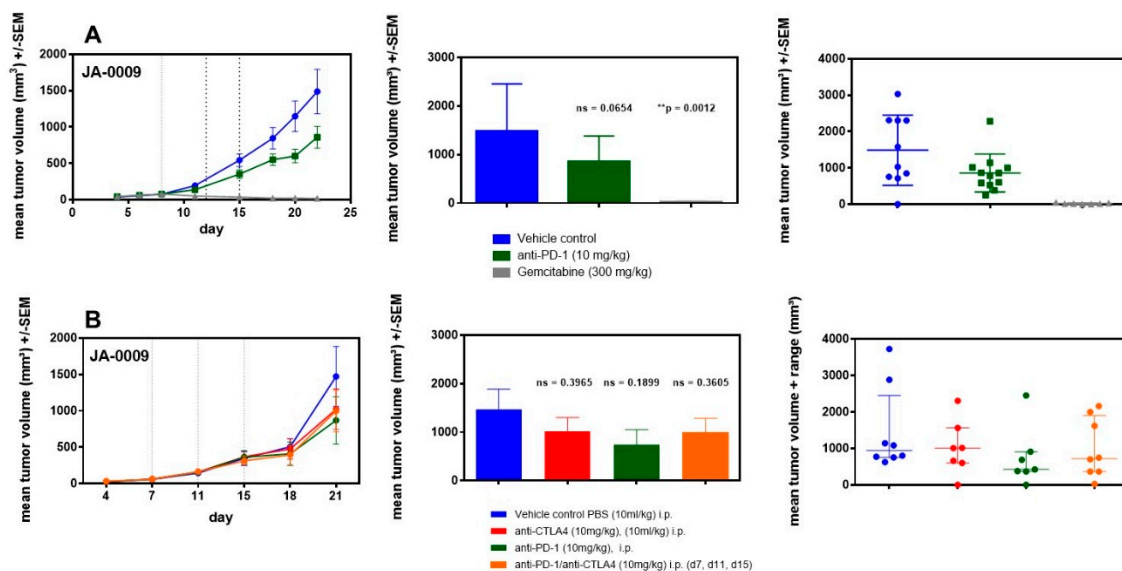 A
JA-0009
mean tumor volume (mm³) +/-SEM
2000
1500
1000
500
0
0 5 10 15 20 25
day
mean tumor volume (mm³) +/-SEM
3000
2000
1000
0
ns = 0.0654
**p = 0.0012
Vehicle control
anti-PD-1 (10 mg/kg)
Gemcitabine (300 mg/kg)
mean tumor volume (mm³) +/-SEM
4000
3000
2000
1000
0
B
JA-0009
mean tumor volume (mm³) +/-SEM
2000
1500
1000
500
0
4 7 11 15 18 21
day
mean tumor volume (mm³) +/-SEM
3000
2000
1000
0
ns = 0.3965
ns = 0.1899
ns = 0.3605
Vehicle control PBS (10ml/kg) i.p.
anti-CTLA4 (10mg/kg), (10ml/kg) i.p.
anti-PD-1 (10mg/kg), i.p.
anti-PD-1/anti-CTLA4 (10mg/kg) i.p. (d7, d11, d15)
mean tumor volume + range (mm³)
4000
3000
2000
1000
0